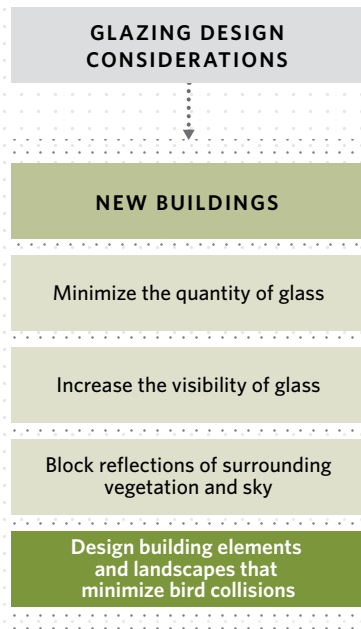 GLAZING DESIGN
CONSIDERATIONS
NEW BUILDINGS
Minimize the quantity of glass
Increase the visibility of glass
Block reflections of surrounding
vegetation and sky
Design building elements
and landscapes that
minimize bird collisions